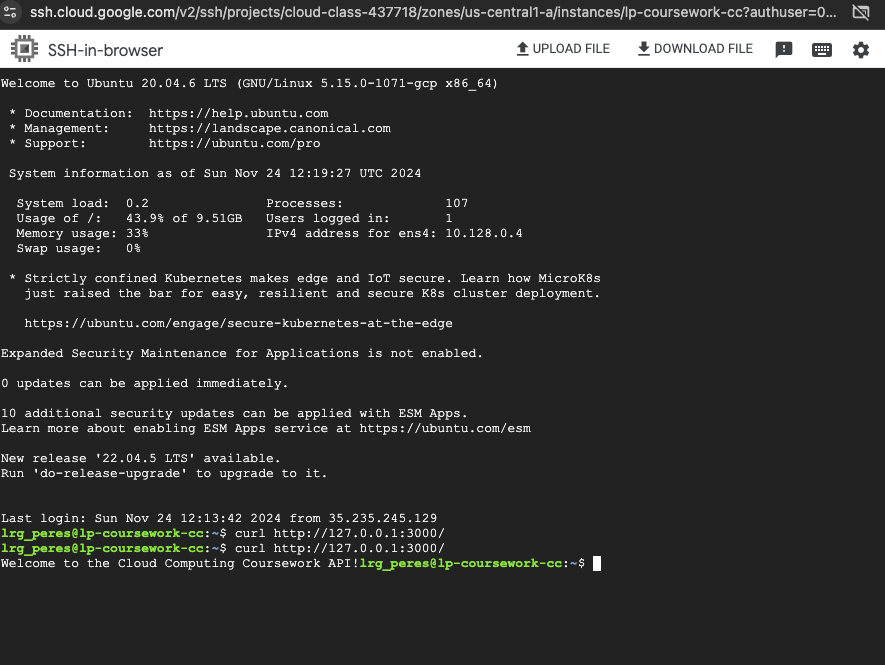 ssh.cloud.google.com/v2/ssh/projects/cloud-class-437718/zones/us-central1-a/instances/lp-coursework-cc?authuser=0...
SSH-in-browser
UPLOAD FILE
DOWNLOAD FILE
Welcome to Ubuntu 20.04.6 LTS (GNU/Linux 5.15.0-1071-gcp x86_64)
* Documentation: https://help.ubuntu.com
* Management: https://landscape.canonical.com
* Support: https://ubuntu.com/pro
System information as of Sun Nov 24 12:19:27 UTC 2024
System load: 0.2 Processes: 107
Usage of /: 43.9% of 9.51GB Users logged in: 1
Memory usage: 33% IPv4 address for ens4: 10.128.0.4
Swap usage: 0%
* Strictly confined Kubernetes makes edge and IoT secure. Learn how MicroK8s
just raised the bar for easy, resilient and secure K8s cluster deployment.
https://ubuntu.com/engage/secure-kubernetes-at-the-edge
Expanded Security Maintenance for Applications is not enabled.
0 updates can be applied immediately.
10 additional security updates can be applied with ESM Apps.
Learn more about enabling ESM Apps service at https://ubuntu.com/esm
New release '22.04.5 LTS' available.
Run 'do-release-upgrade' to upgrade to it.
Last login: Sun Nov 24 12:13:42 2024 from 35.235.245.129
lrg_peres@lp-coursework-cc:~$ curl http://127.0.0.1:3000/
lrg_peres@lp-coursework-cc:~$ curl http://127.0.0.1:3000/
Welcome to the Cloud Computing Coursework API!lrg_peres@lp-coursework-cc:~$